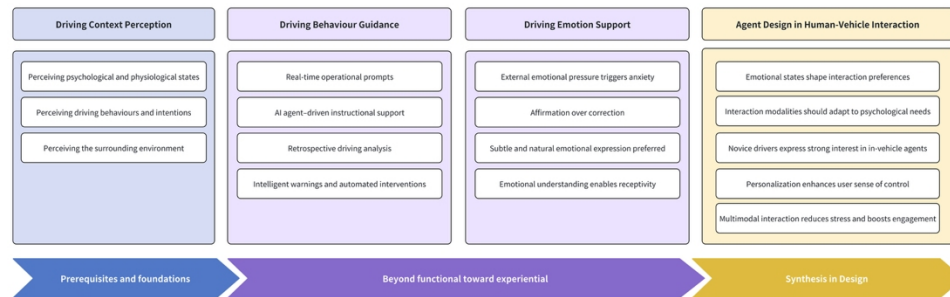 Driving Context Perception
Perceiving psychological and physiological states
Perceiving driving behaviours and intentions
Perceiving the surrounding environment
Driving Behaviour Guidance
Real-time operational prompts
AI agent–driven instructional support
Retrospective driving analysis
Intelligent warnings and automated interventions
Driving Emotion Support
External emotional pressure triggers anxiety
Affirmation over correction
Subtle and natural emotional expression preferred
Emotional understanding enables receptivity
Agent Design in Human-Vehicle Interaction
Emotional states shape interaction preferences
Interaction modalities should adapt to psychological needs
Novice drivers express strong interest in in-vehicle agents
Personalization enhances user sense of control
Multimodal interaction reduces stress and boosts engagement
Prerequisites and foundations
Beyond functional toward experiential
Synthesis in Design